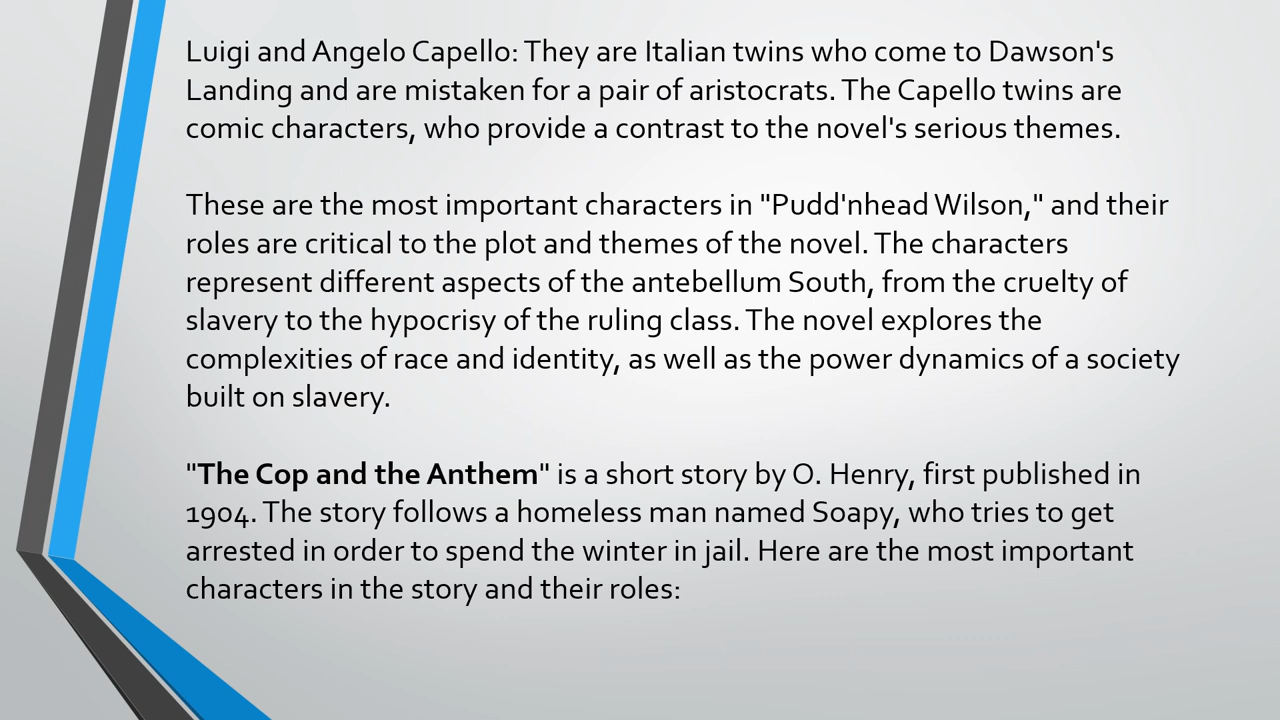 Luigi and Angelo Capello: They are Italian twins who come to Dawson's
Landing and are mistaken for a pair of aristocrats. The Capello twins are
comic characters, who provide a contrast to the novel's serious themes.
These are the most important characters in "Pudd'nhead Wilson," and their
roles are critical to the plot and themes of the novel. The characters
represent different aspects of the antebellum South, from the cruelty of
slavery to the hypocrisy of the ruling class. The novel explores the
complexities of race and identity, as well as the power dynamics of a society
built on slavery.
"The Cop and the Anthem" is a short story by O. Henry, first published in
1904. The story follows a homeless man named Soapy, who tries to get
arrested in order to spend the winter in jail. Here are the most important
characters in the story and their roles: